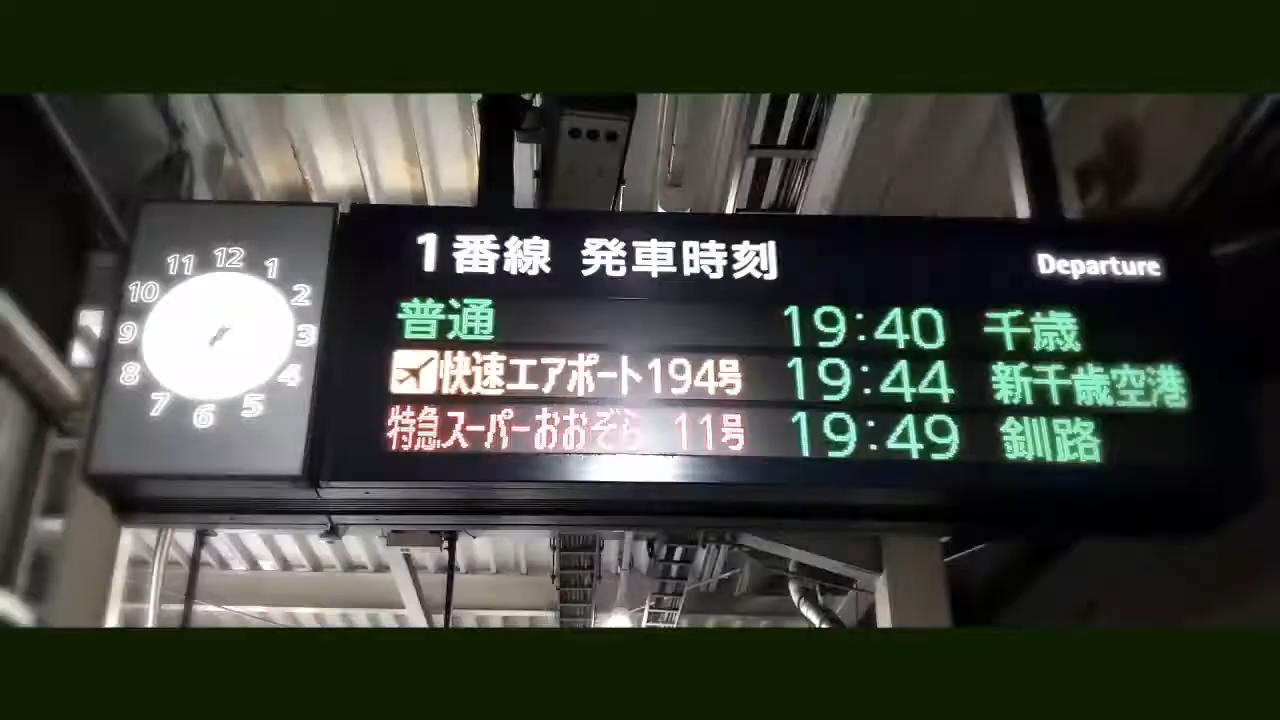 1番線 発車時刻 Departure
普通 19:40 千歳
快速エアポート194号 19:44 新千歳空港
特急スーパーおおぞら 11号 19:49 釧路
12
11 1
10 2
9 3
8 4
7 5
6